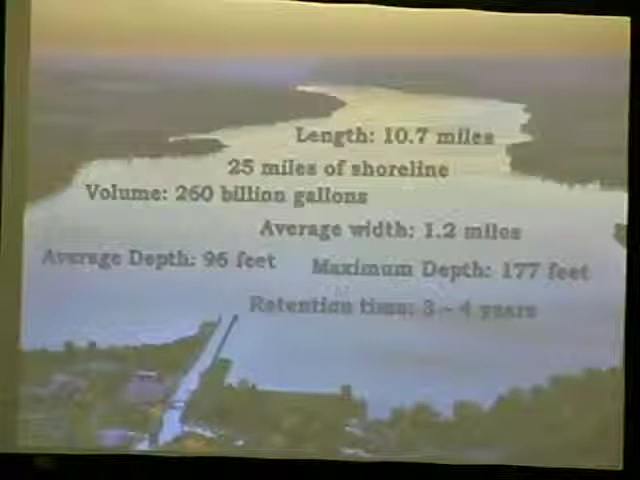 Length: 10.7 miles
25 miles of shoreline
Volume: 260 billion gallons
Average width: 1.2 miles
Average Depth: 96 feet
Maximum Depth: 177 feet
Retention time: 3 - 4 years